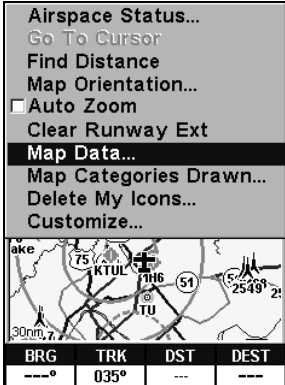 Airspace Status...
Go To Cursor
Find Distance
Map Orientation...
Auto Zoom
Clear Runway Ext
Map Data...
Map Categories Drawn...
Delete My Icons...
Customize...
ake
75
KTUL
1H6
51
2549
TU
30nm
BRG TRK DST DEST
---° 035° --- ---